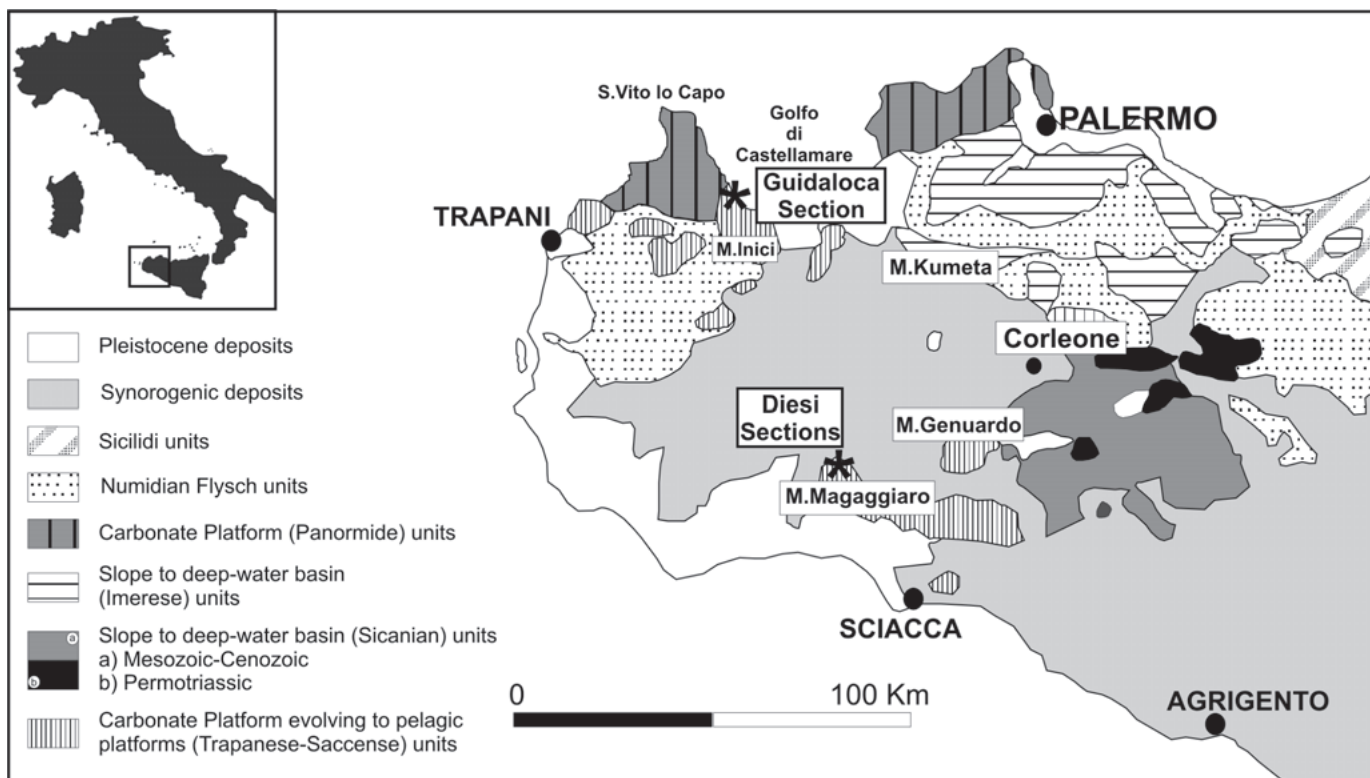 S.Vito lo Capo
Golfo
di
Castellamare
PALERMO
Guidaloca
Section
TRAPANI
M.Inici
M.Kumeta
Corleone
Diesi
Sections
M.Genuardo
M.Magaggiaro
SCIACCA
AGRIGENTO
0
100 Km
Pleistocene deposits
Synorogenic deposits
Sicilidi units
Numidian Flysch units
Carbonate Platform (Panormide) units
Slope to deep-water basin
(Imerese) units
a
b
Slope to deep-water basin (Sicanian) units
a) Mesozoic-Cenozoic
b) Permotriassic
Carbonate Platform evolving to pelagic
platforms (Trapanese-Saccense) units